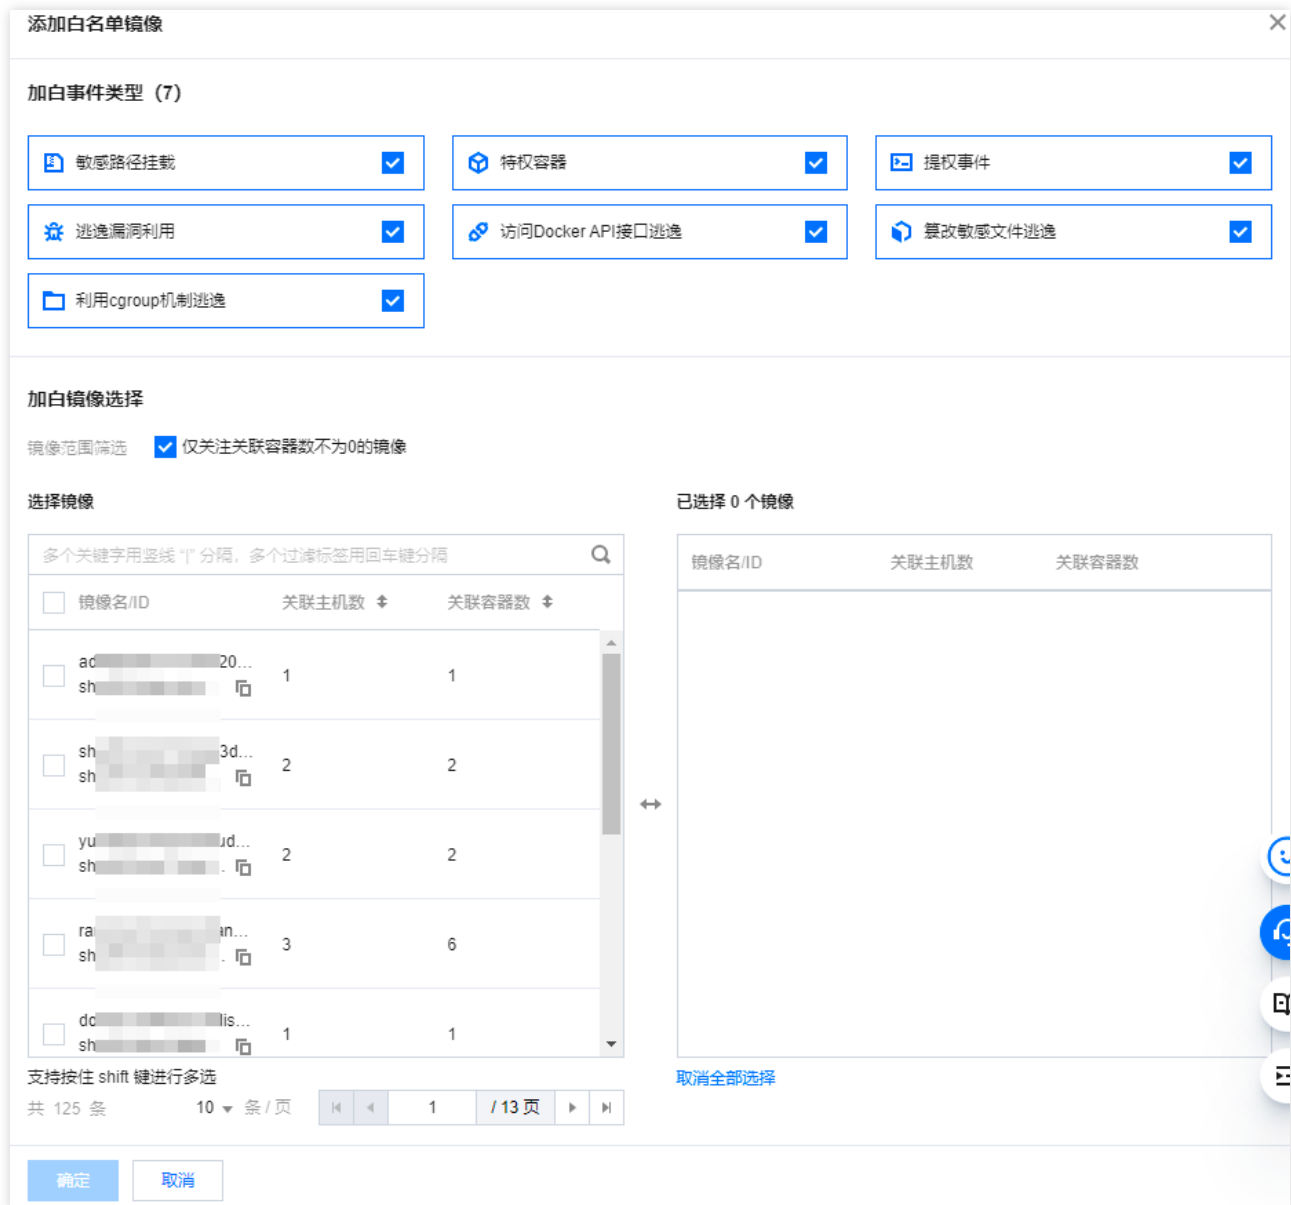 添加白名单镜像
加白事件类型（7）
敏感路径挂载
特权容器
提权事件
逃逸漏洞利用
访问Docker API接口逃逸
篡改敏感文件逃逸
利用cgroup机制逃逸
加白镜像选择
镜像范围筛选 仅关注关联容器数不为0的镜像
选择镜像
已选择 0 个镜像
多个关键字用竖线 “|” 分隔，多个过滤标签用回车键分隔
镜像名/ID 关联主机数 关联容器数
镜像名/ID 关联主机数 关联容器数
1 1
2 2
2 2
3 6
1 1
支持按住 shift 键进行多选
取消全部选择
共 125 条 10 条 / 页 1 / 13 页
确定 取消